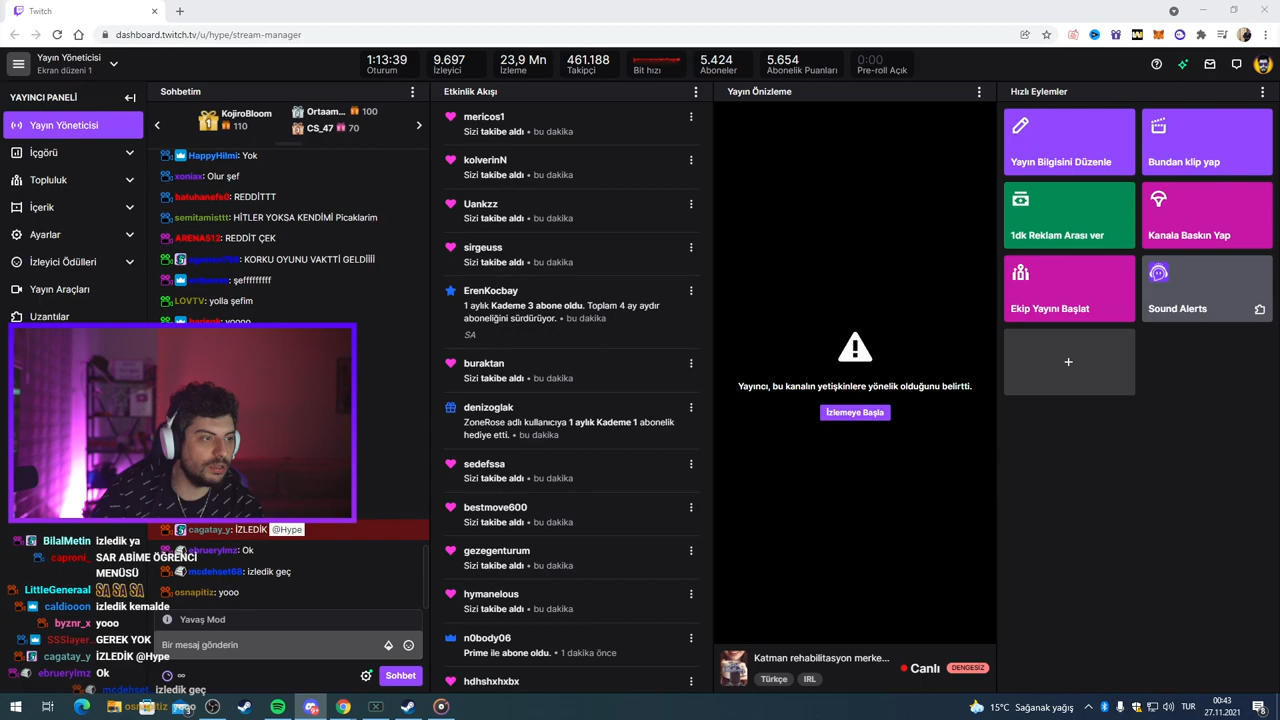 Twitch
dashboard.twitch.tv/u/hype/stream-manager
Yayın Yöneticisi
Ekran düzeni 1
1:13:39
Oturum
9.697
İzleyici
23,9 Mn
İzleme
461.188
Takipçi
Bit hızı
5.424
Aboneler
5.654
Abonelik Puanları
0:00
Pre-roll Açık
YAYINCI PANELİ
Yayın Yöneticisi
İçgörü
Topluluk
İçerik
Ayarlar
İzleyici Ödülleri
Yayın Araçları
Uzantılar
Sohbetim
KojiroBloom
110
Ortaam... 100
CS_47 70
HappyHilmi: Yok
xoniax: Olur şef
batuhanefs0: REDDİTTT
semitamisttt: HİTLER YOKSA KENDİMİ Picaklarim
ARENAS12: REDDİT ÇEK
KORKU OYUNU VAKTTİ GELDİİİİ
şefffffffff
LOVTV: yolla şefim
yoooo
cagatay_y: İZLEDİK @Hype
ebrueryimz: Ok
mcdehset68: izledik geç
osnapitiz: yooo
Yavaş Mod
Bir mesaj gönderin
Sohbet
BilalMetin izledik ya
caproni_ SAR ABİME ÖĞRENCİ
MENÜSÜ
LittleGeneraal SA SA SA
caldiooon izledik kemalde
byznr_x yooo
SSSlayer_ GEREK YOK
cagatay_y İZLEDİK @Hype
ebrueryimz Ok
mcdehset izledik geç
osnapitiz yooo
Etkinlik Akışı
mericos1
Sizi takibe aldı • bu dakika
kolverinN
Sizi takibe aldı • bu dakika
Uankzz
Sizi takibe aldı • bu dakika
sirgeuss
Sizi takibe aldı • bu dakika
ErenKocbay
1 aylık Kademe 3 abone oldu. Toplam 4 ay aydır
aboneliğini sürdürüyor. • bu dakika
SA
buraktan
Sizi takibe aldı • bu dakika
denizoglak
ZoneRose adlı kullanıcıya 1 aylık Kademe 1 abonelik
hediye etti. • bu dakika
sedefssa
Sizi takibe aldı • bu dakika
bestmove600
Sizi takibe aldı • bu dakika
gezegenturum
Sizi takibe aldı • bu dakika
hymanelous
Sizi takibe aldı • bu dakika
n0body06
Prime ile abone oldu. • 1 dakika önce
hdhshxhxbx
Yayın Önizleme
Yayıncı, bu kanalın yetişkinlere yönelik olduğunu belirtti.
İzlemeye Başla
Katman rehabilitasyon merke...
Türkçe
IRL
Canlı
DENGESİZ
Hızlı Eylemler
Yayın Bilgisini Düzenle
Bundan klip yap
1dk Reklam Arası ver
Kanala Baskın Yap
Ekip Yayını Başlat
Sound Alerts
15°C Sağanak yağış
TUR
00:43
27.11.2021